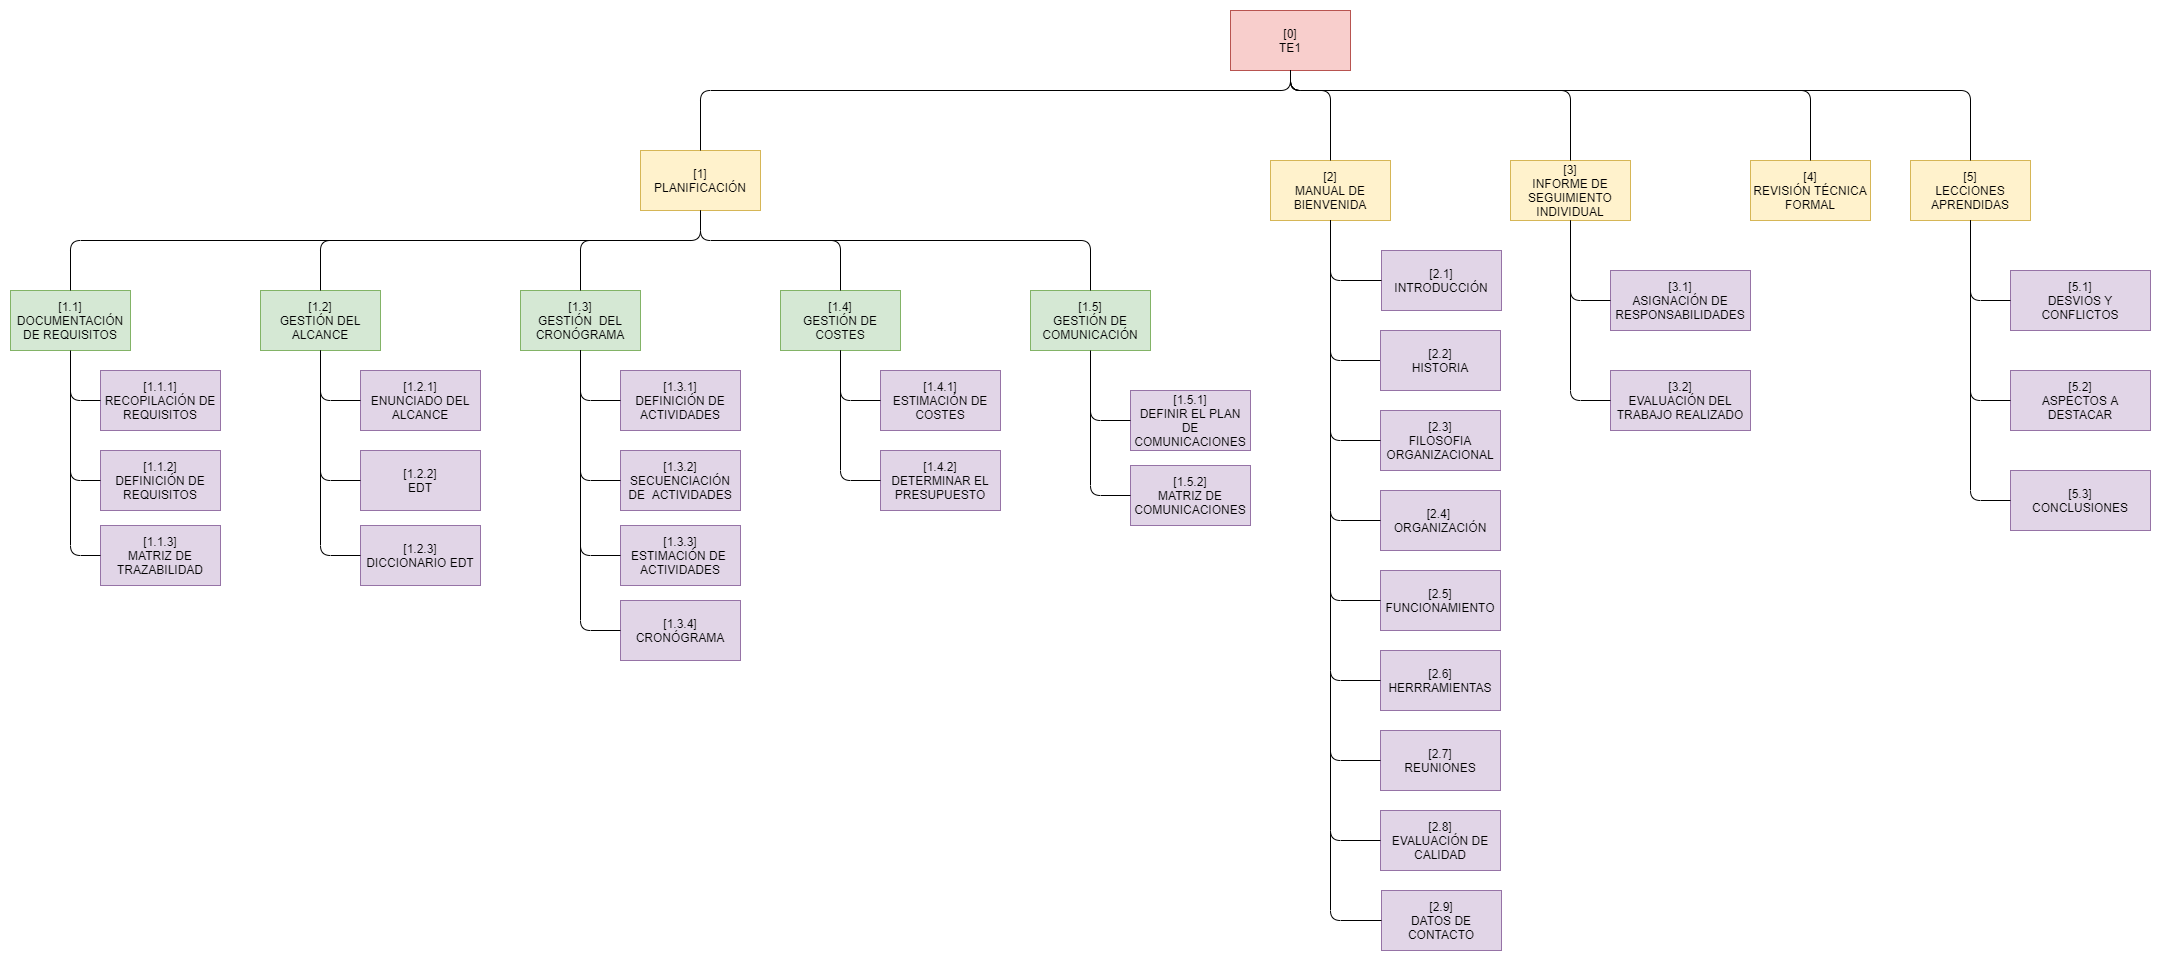 [0]
TE1
[1]
PLANIFICACIÓN
[2]
MANUAL DE
BIENVENIDA
[3]
INFORME DE
SEGUIMIENTO
INDIVIDUAL
[4]
REVISIÓN TÉCNICA
FORMAL
[5]
LECCIONES
APRENDIDAS
[1.1]
DOCUMENTACIÓN
DE REQUISITOS
[1.1.1]
RECOPILACIÓN DE
REQUISITOS
[1.1.2]
DEFINICIÓN DE
REQUISITOS
[1.1.3]
MATRIZ DE
TRAZABILIDAD
[1.2]
GESTIÓN DEL
ALCANCE
[1.2.1]
ENUNCIADO DEL
ALCANCE
[1.2.2]
EDT
[1.2.3]
DICCIONARIO EDT
[1.3]
GESTIÓN  DEL
CRONÓGRAMA
[1.3.1]
DEFINICIÓN DE
ACTIVIDADES
[1.3.2]
SECUENCIACIÓN
DE  ACTIVIDADES
[1.3.3]
ESTIMACIÓN DE
ACTIVIDADES
[1.3.4]
CRONÓGRAMA
[1.4]
GESTIÓN DE
COSTES
[1.4.1]
ESTIMACIÓN DE
COSTES
[1.4.2]
DETERMINAR EL
PRESUPUESTO
[1.5]
GESTIÓN DE
COMUNICACIÓN
[1.5.1]
DEFINIR EL PLAN
DE
COMUNICACIONES
[1.5.2]
MATRIZ DE
COMUNICACIONES
[2.1]
INTRODUCCIÓN
[2.2]
HISTORIA
[2.3]
FILOSOFIA
ORGANIZACIONAL
[2.4]
ORGANIZACIÓN
[2.5]
FUNCIONAMIENTO
[2.6]
HERRRAMIENTAS
[2.7]
REUNIONES
[2.8]
EVALUACIÓN DE
CALIDAD
[2.9]
DATOS DE
CONTACTO
[3.1]
ASIGNACIÓN DE
RESPONSABILIDADES
[3.2]
EVALUACIÓN DEL
TRABAJO REALIZADO
[5.1]
DESVIOS Y
CONFLICTOS
[5.2]
ASPECTOS A
DESTACAR
[5.3]
CONCLUSIONES